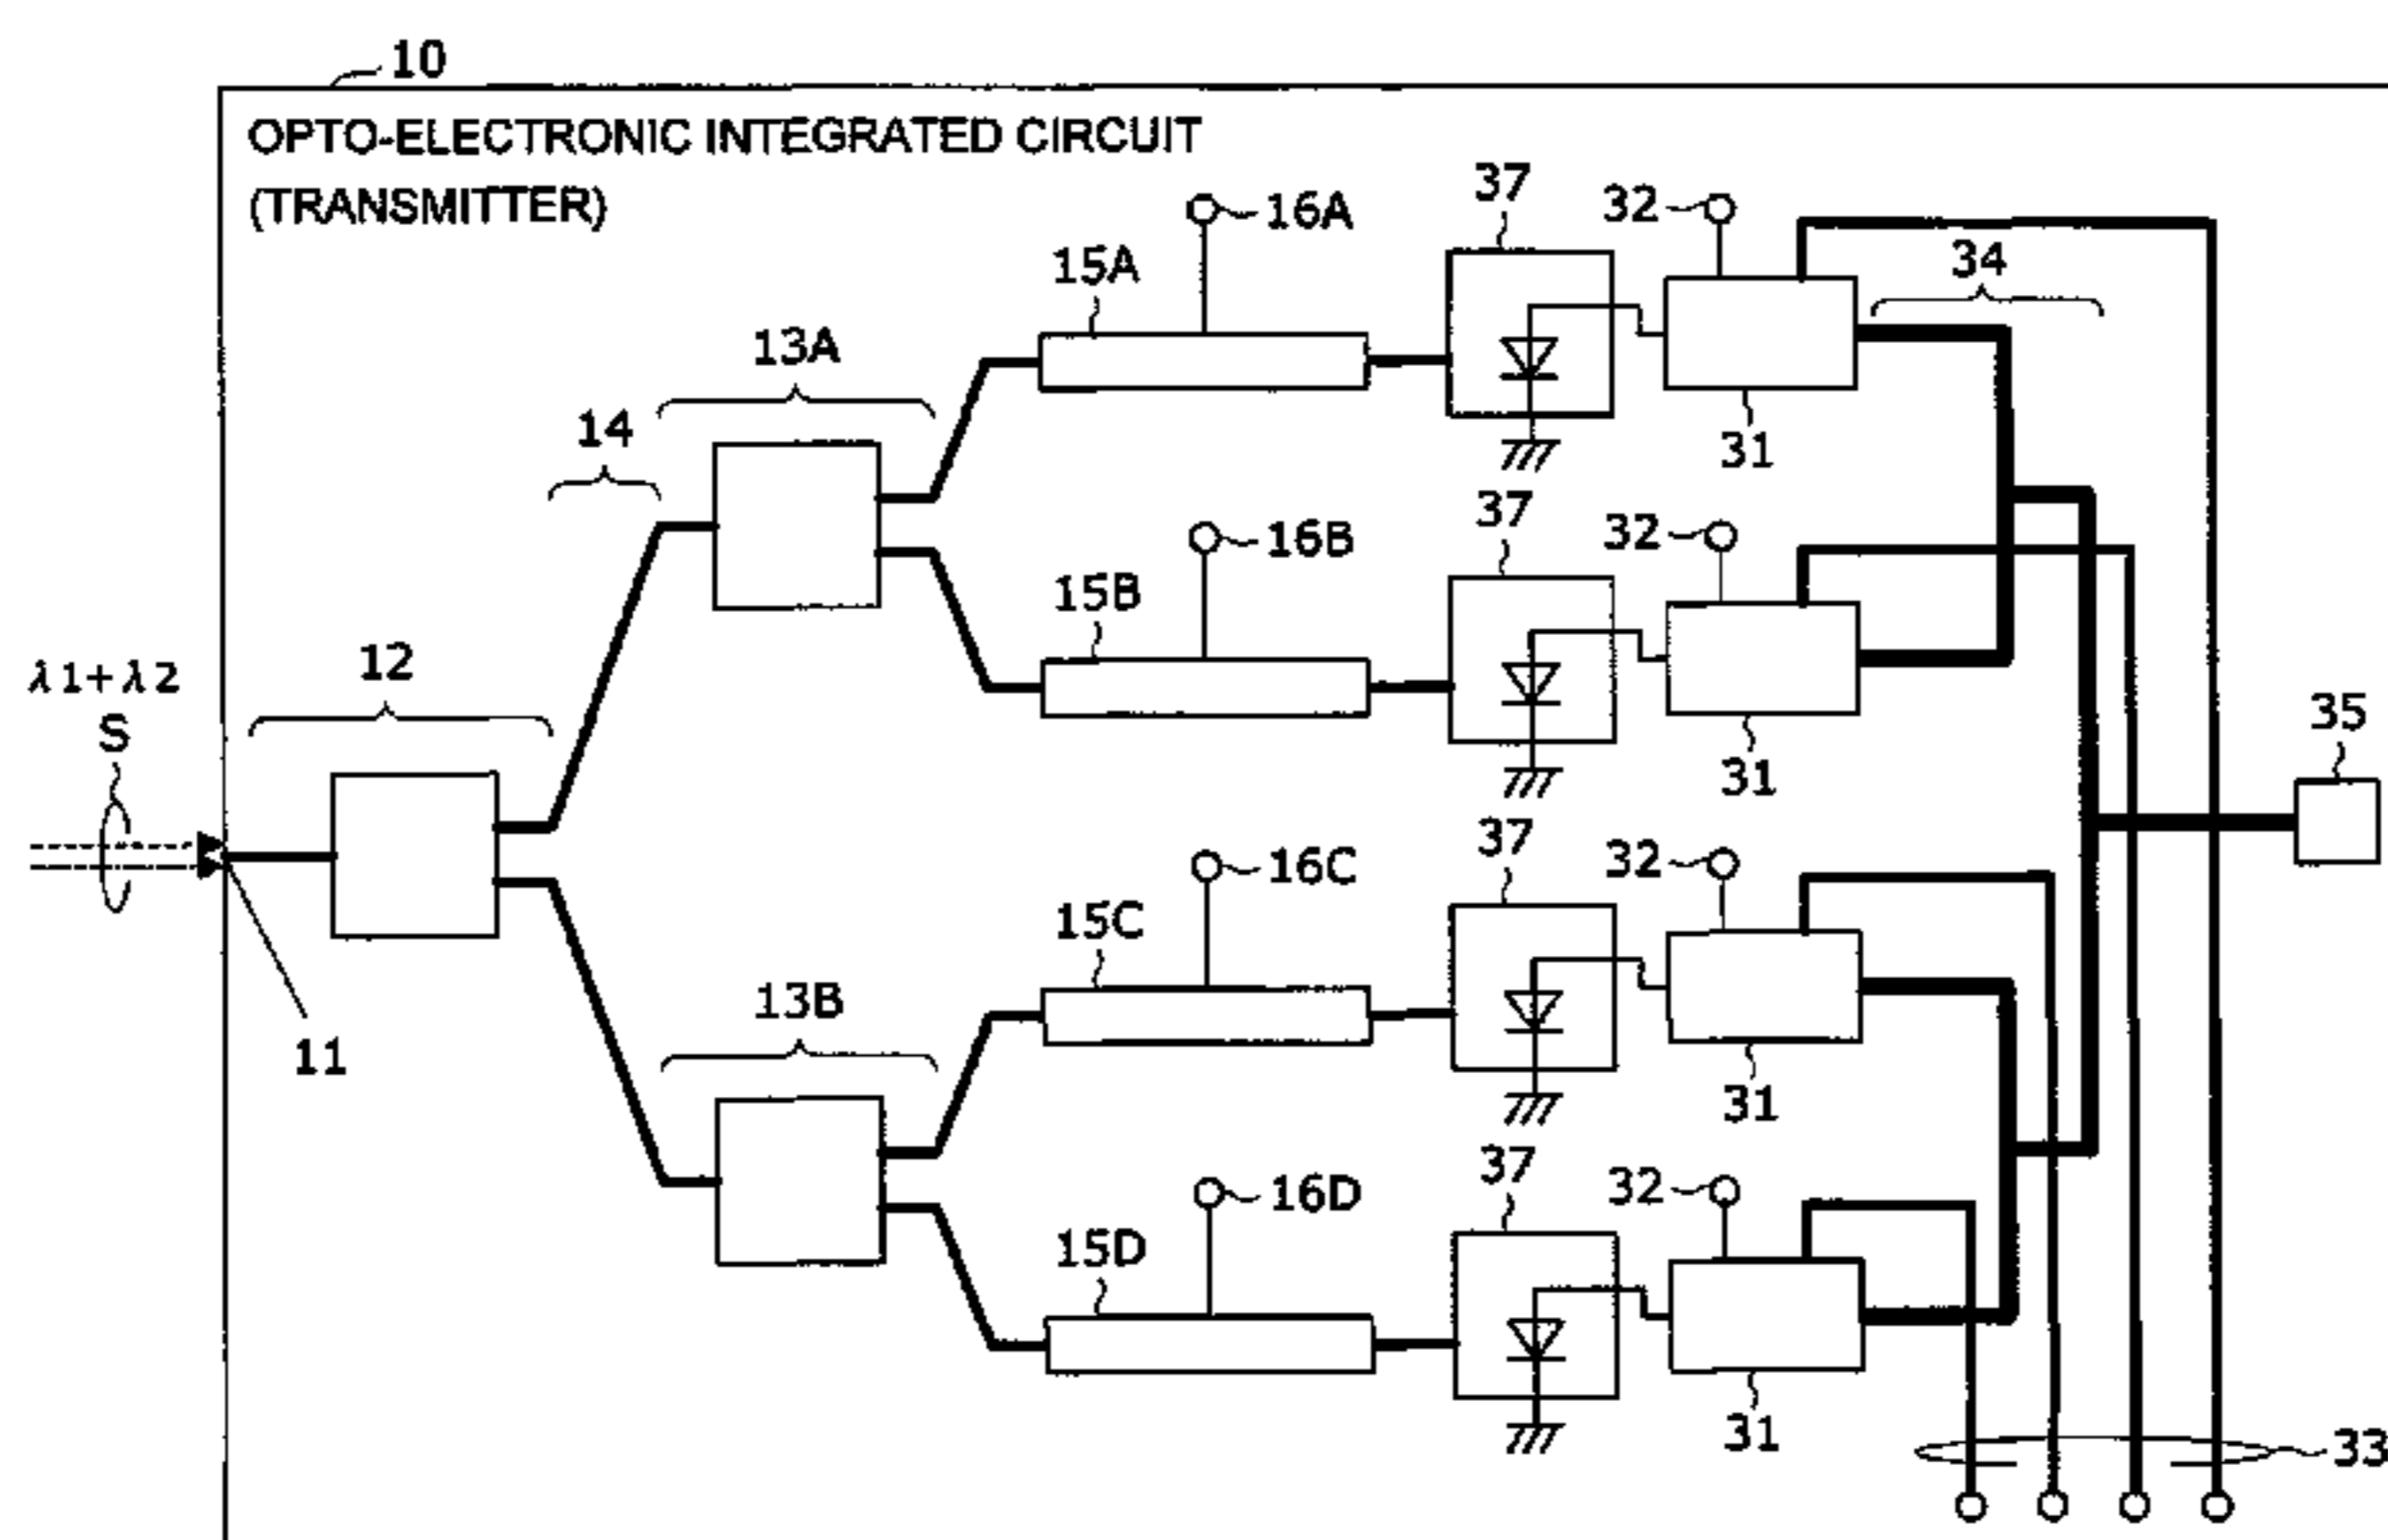 10
OPTO-ELECTRONIC INTEGRATED CIRCUIT
(TRANSMITTER)
37
32
16A
34
15A
13A
14
31
37
32
16B
15B
12
λ1+λ2
S
31
35
37
32
16C
15C
13B
11
31
37
32
16D
15D
31
33